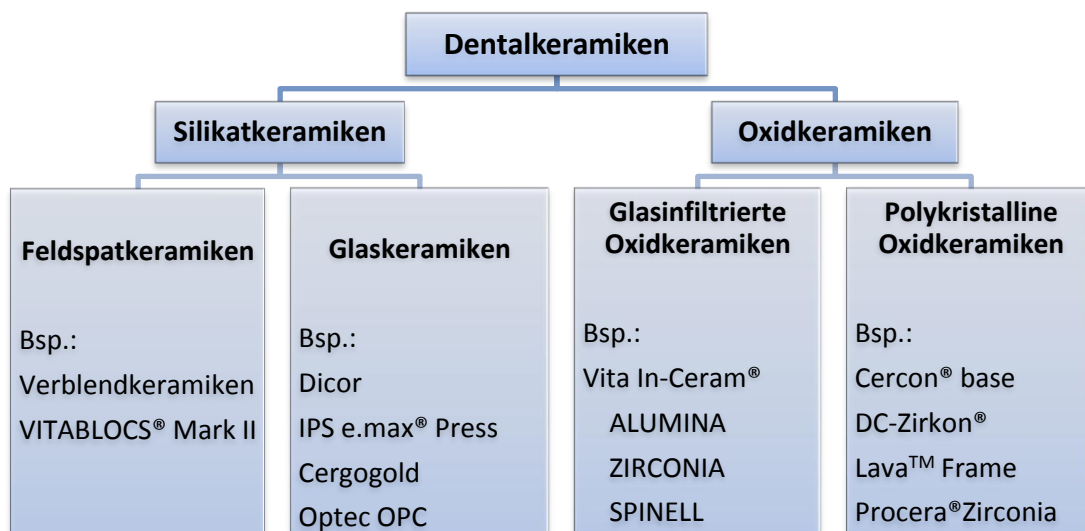 Dentalkeramiken
Silikatkeramiken
Oxidkeramiken
Feldspatkeramiken
Bsp.:
Verblendkeramiken
VITABLOCS® Mark II
Glaskeramiken
Bsp.:
Dicor
IPS e.max® Press
Cergogold
Optec OPC
Glasinfiltrierte
Oxidkeramiken
Bsp.:
Vita In-Ceram®
ALUMINA
ZIRCONIA
SPINELL
Polykristalline
Oxidkeramiken
Bsp.:
Cercon® base
DC-Zirkon®
Lava™ Frame
Procera®Zirconia